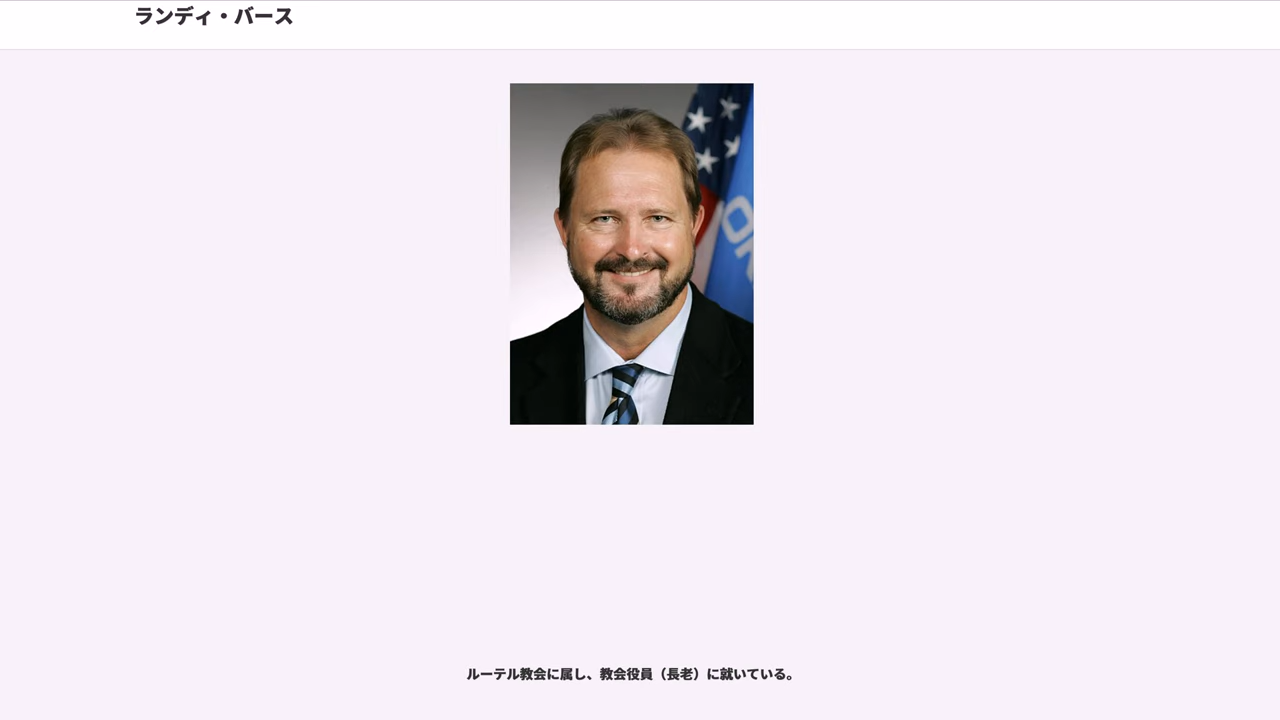 ランディ・バース
OK
ルーテル教会に属し、教会役員（長老）に就いている。